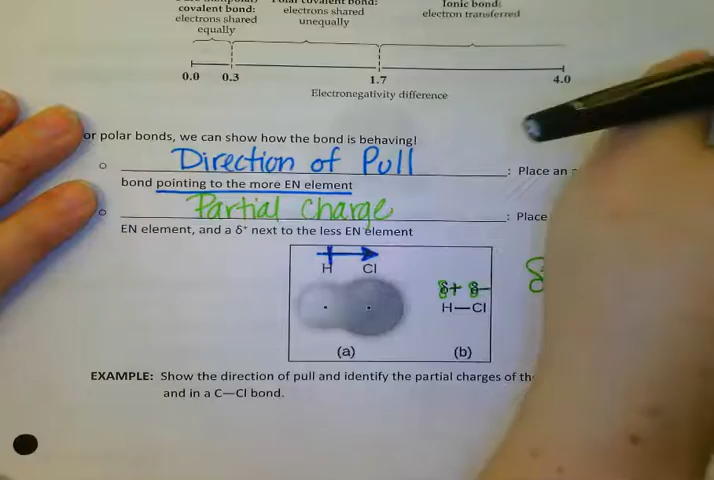 covalent bond: electrons shared Ionic bond:
electrons shared unequally electron transferred
equally
0.0 0.3 1.7 4.0
Electronegativity difference
or polar bonds, we can show how the bond is behaving!
o Direction of Pull : Place an
bond pointing to the more EN element
o Partial Charge : Place
EN element, and a δ+ next to the less EN element
H Cl
δ+ δ- δ
H—Cl
(a) (b)
EXAMPLE: Show the direction of pull and identify the partial charges of th
and in a C—Cl bond.